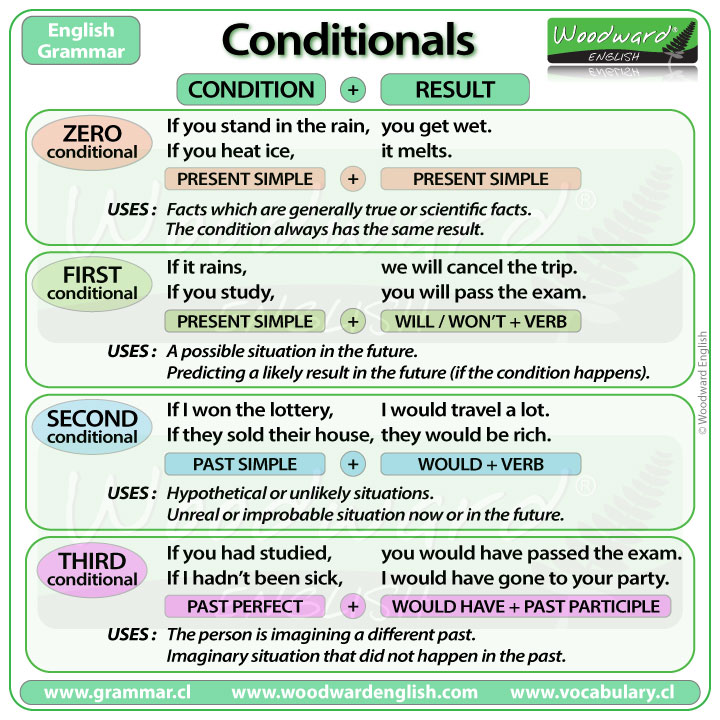 English
Grammar
Conditionals
Woodward®
ENGLISH
CONDITION + RESULT
ZERO
conditional
If you stand in the rain, you get wet.
If you heat ice, it melts.
PRESENT SIMPLE + PRESENT SIMPLE
USES : Facts which are generally true or scientific facts.
The condition always has the same result.
FIRST
conditional
If it rains, we will cancel the trip.
If you study, you will pass the exam.
PRESENT SIMPLE + WILL / WON'T + VERB
USES : A possible situation in the future.
Predicting a likely result in the future (if the condition happens).
SECOND
conditional
If I won the lottery, I would travel a lot.
If they sold their house, they would be rich.
PAST SIMPLE + WOULD + VERB
USES : Hypothetical or unlikely situations.
Unreal or improbable situation now or in the future.
THIRD
conditional
If you had studied, you would have passed the exam.
If I hadn't been sick, I would have gone to your party.
PAST PERFECT + WOULD HAVE + PAST PARTICIPLE
USES : The person is imagining a different past.
Imaginary situation that did not happen in the past.
© Woodward English
www.grammar.cl www.woodwardenglish.com www.vocabulary.cl
Woodward®
ENGLISH
Woodward®
ENGLISH